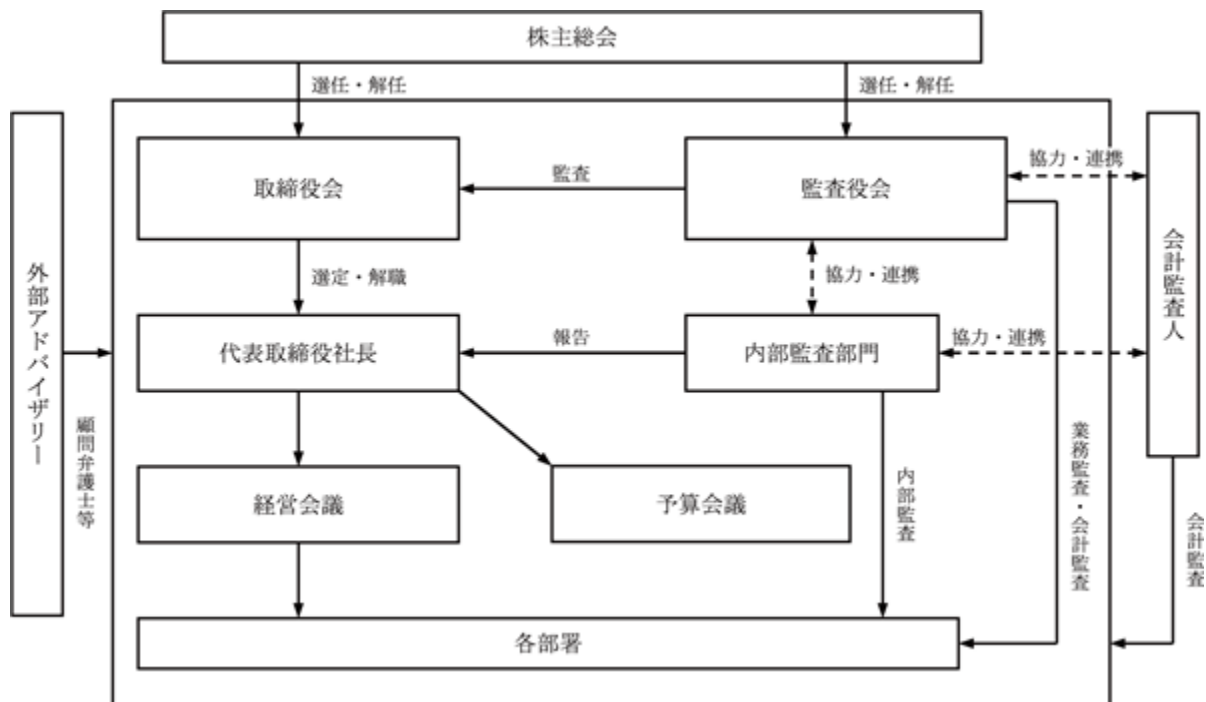 株主総会
選任・解任
選任・解任
取締役会
監査
監査役会
協力・連携
会計監査人
外部アドバイザリー
顧問弁護士等
選定・解職
協力・連携
代表取締役社長
報告
内部監査部門
協力・連携
経営会議
予算会議
内部監査
業務監査・会計監査
会計監査
各部署